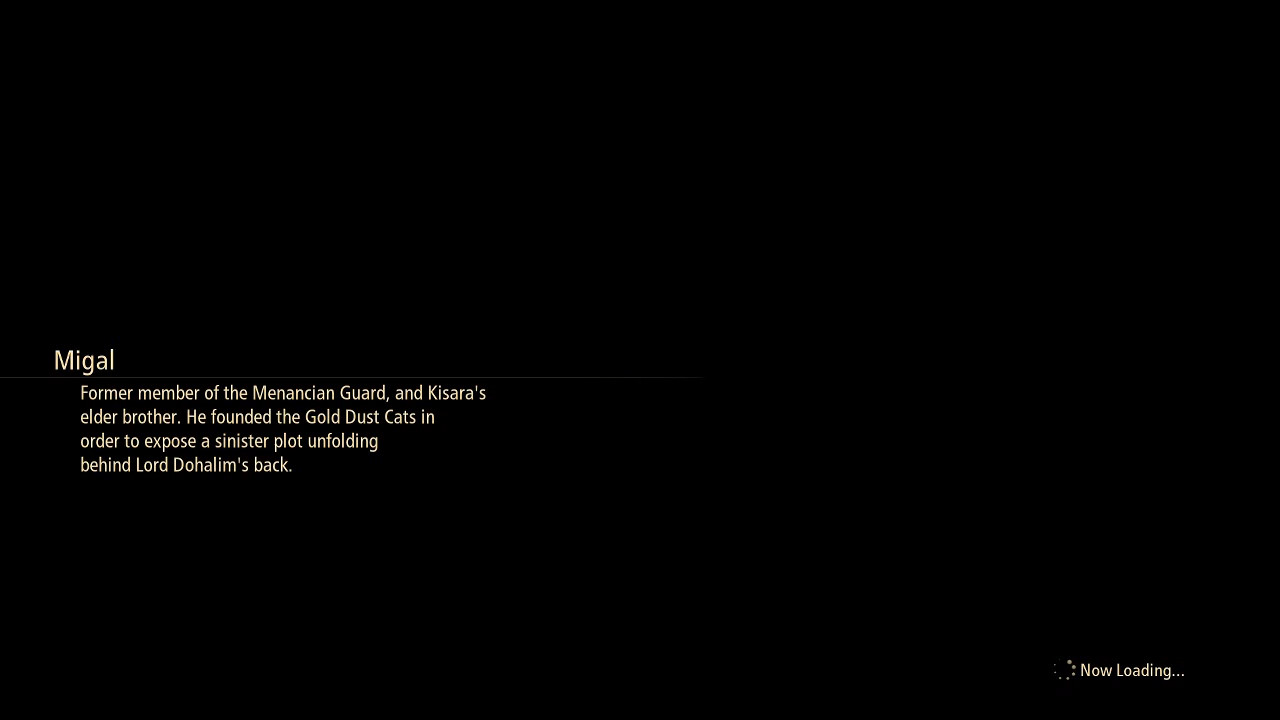 Migal
Former member of the Menancian Guard, and Kisara's
elder brother. He founded the Gold Dust Cats in
order to expose a sinister plot unfolding
behind Lord Dohalim's back.
Now Loading...